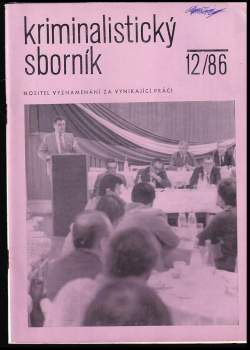 kriminalistický
sborník
12/86
NOSITEL VYZNAMENÁNÍ ZA VYNIKAJÍCÍ PRÁCI